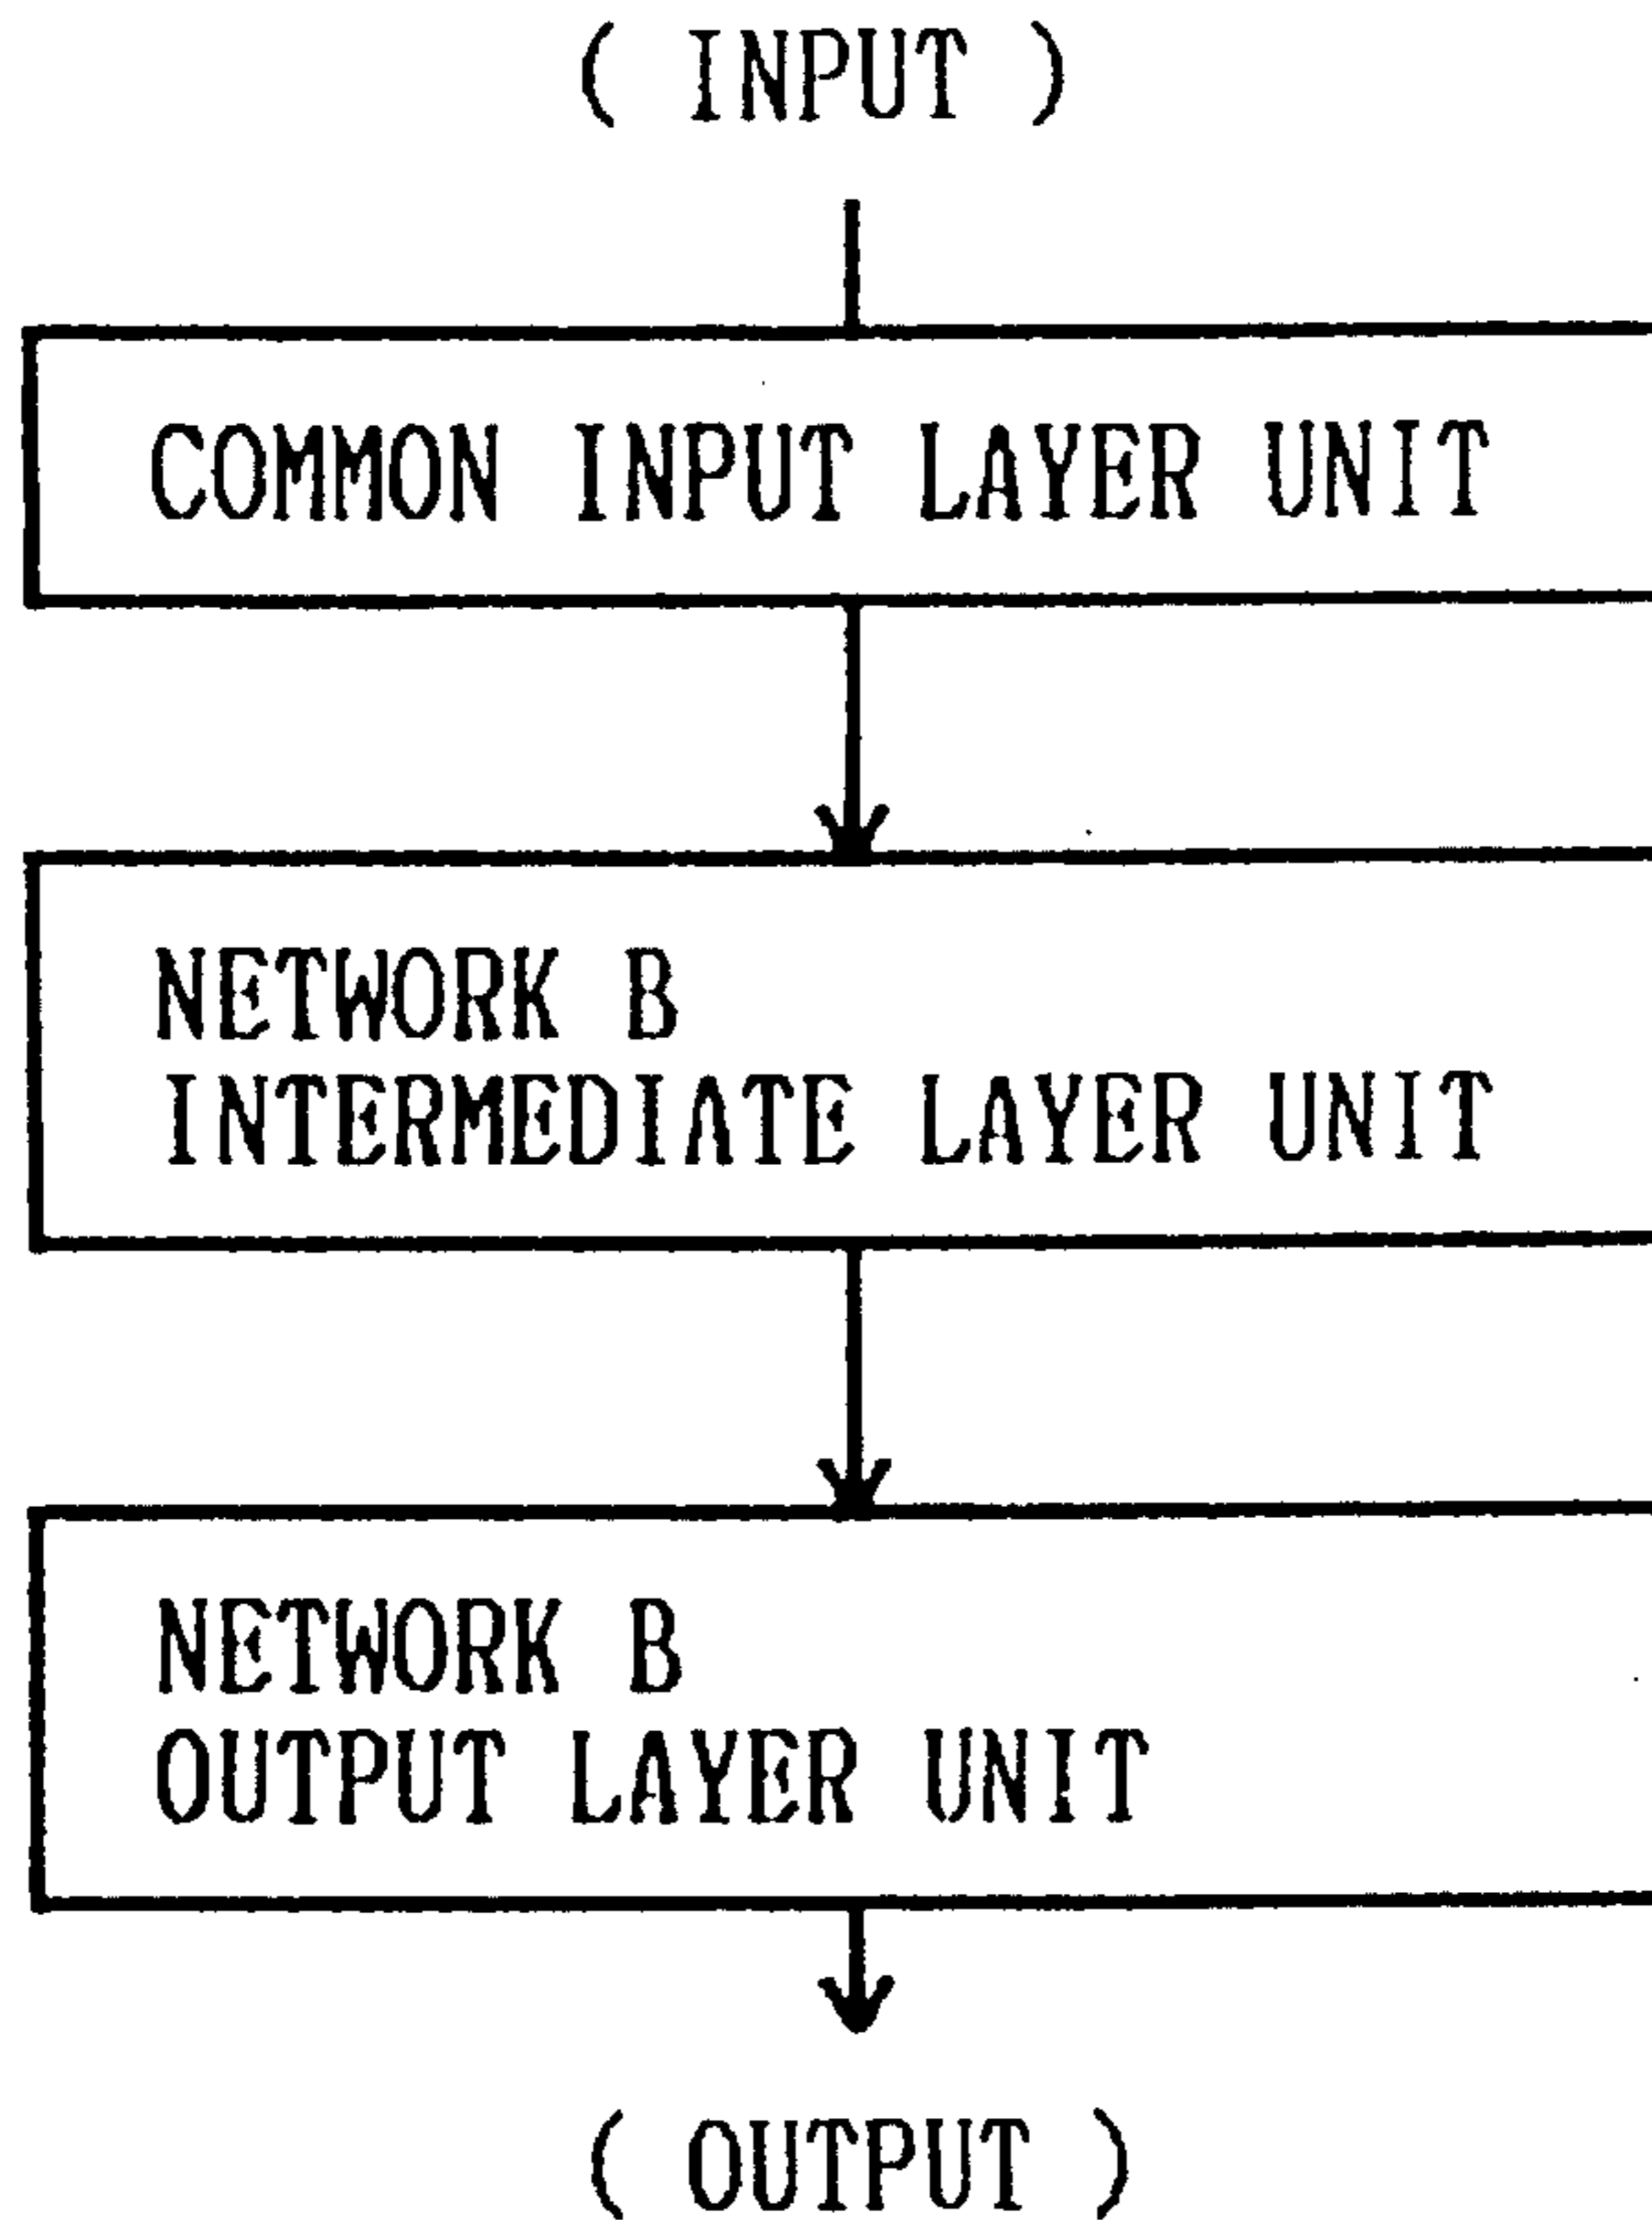 ( INPUT )
COMMON INPUT LAYER UNIT
NETWORK B
INTERMEDIATE LAYER UNIT
NETWORK B
OUTPUT LAYER UNIT
( OUTPUT )